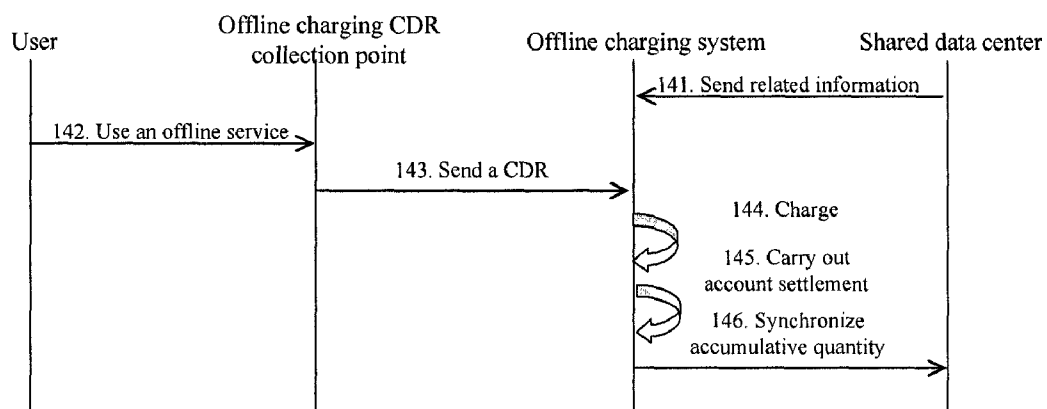 User
Offline charging CDR
collection point
Offline charging system
Shared data center
141. Send related information
142. Use an offline service
143. Send a CDR
144. Charge
145. Carry out
account settlement
146. Synchronize
accumulative quantity